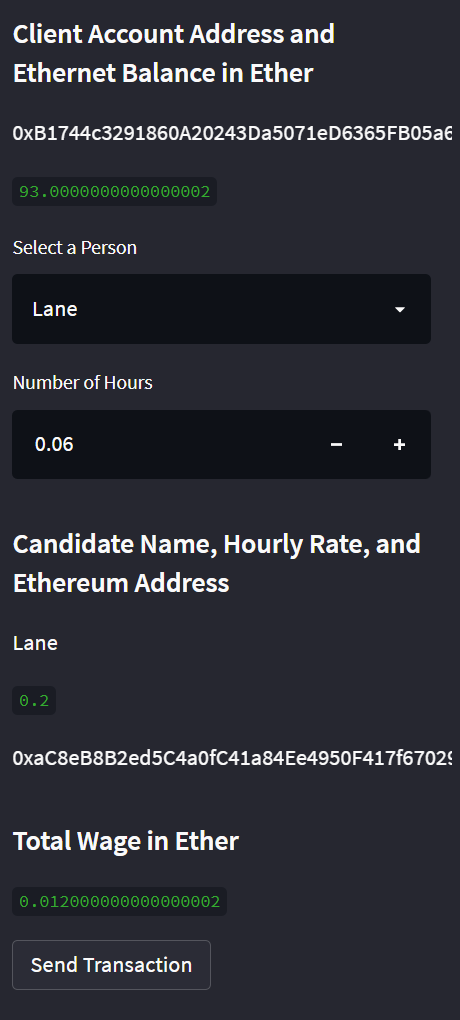 Client Account Address and
Ethernet Balance in Ether
0xB1744c3291860A20243Da5071eD6365FB05a6
93.0000000000000002
Select a Person
Lane
Number of Hours
0.06
Candidate Name, Hourly Rate, and
Ethereum Address
Lane
0.2
0xaC8eB8B2ed5C4a0fC41a84Ee4950F417f67029
Total Wage in Ether
0.012000000000000002
Send Transaction